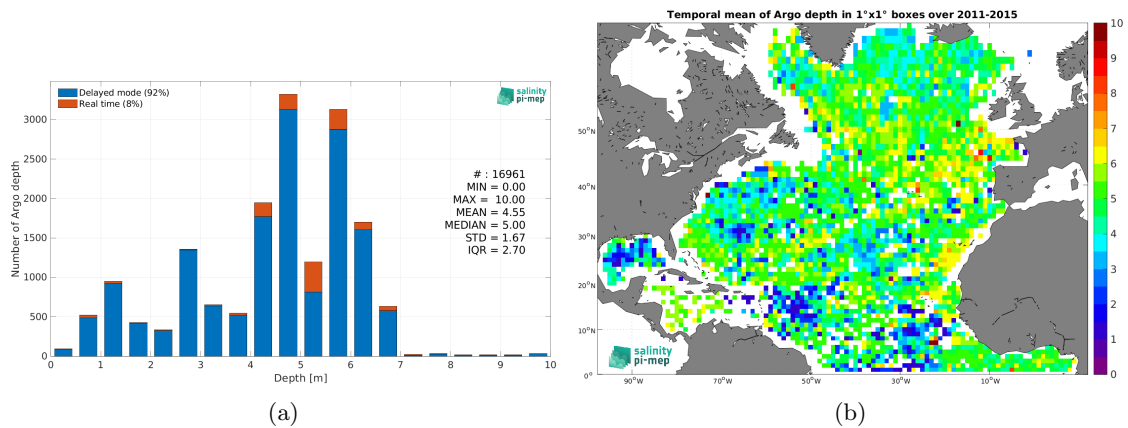 Delayed mode (92%)
Real time (8%)
salinity
pi-mep
Number of Argo depth
3000
2500
2000
1500
1000
500
0
# : 16961
MIN = 0.00
MAX = 10.00
MEAN = 4.55
MEDIAN = 5.00
STD = 1.67
IQR = 2.70
0 1 2 3 4 5 6 7 8 9 10
Depth [m]
(a)
Temporal mean of Argo depth in 1°x1° boxes over 2011-2015
50°N
40°N
30°N
20°N
10°N
0°
90°W 70°W 50°W 30°W 10°W
salinity
pi-mep
10
9
8
7
6
5
4
3
2
1
0
(b)